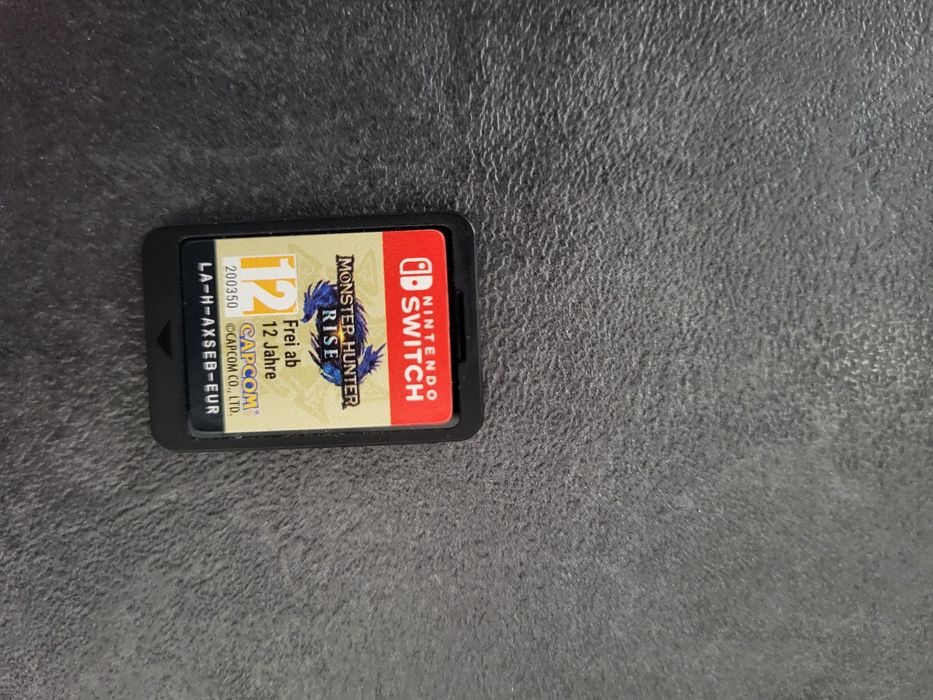 NINTENDO
SWITCH
MONSTER HUNTER
RISE
12
200350
Frei ab
12 Jahre
CAPCOM®
©CAPCOM CO., LTD.
LA-H-AXSEB-EUR